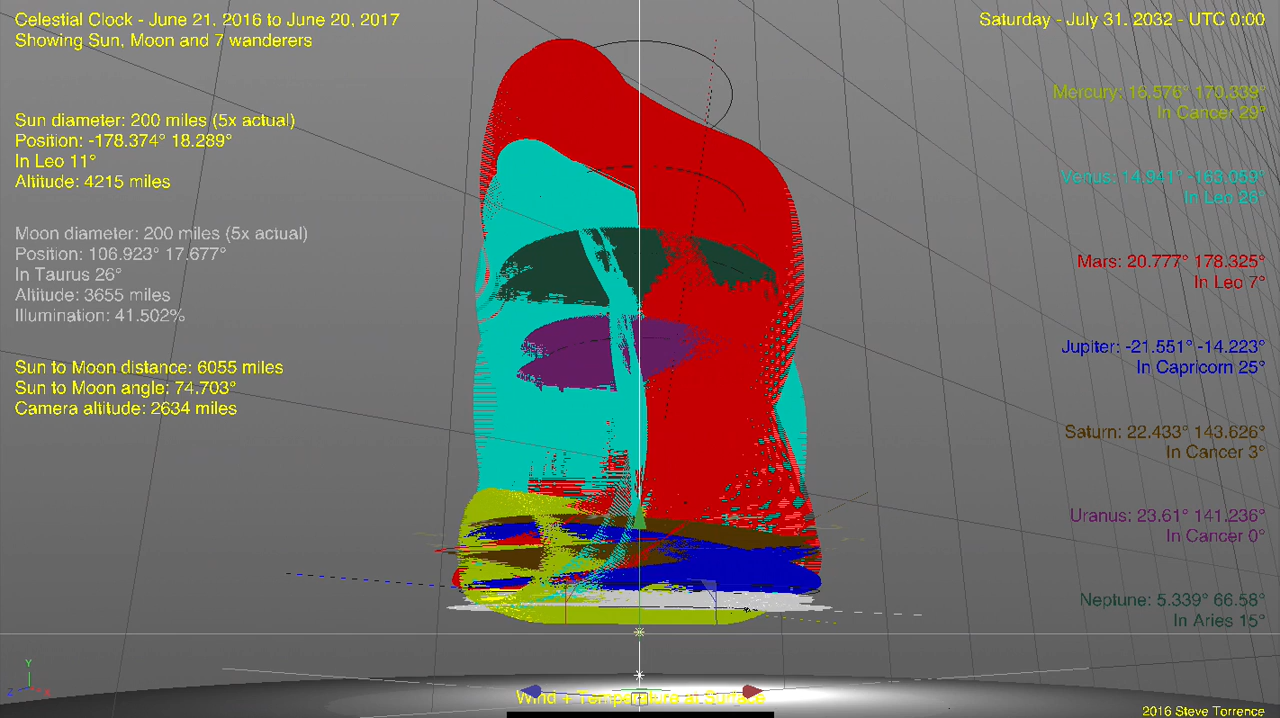 Celestial Clock - June 21, 2016 to June 20, 2017
Showing Sun, Moon and 7 wanderers
Saturday - July 31, 2032 - UTC 0:00
Sun diameter: 200 miles (5x actual)
Position: -178.374° 18.289°
In Leo 11°
Altitude: 4215 miles
Moon diameter: 200 miles (5x actual)
Position: 106.923° 17.677°
In Taurus 26°
Altitude: 3655 miles
Illumination: 41.502%
Sun to Moon distance: 6055 miles
Sun to Moon angle: 74.703°
Camera altitude: 2634 miles
Mercury: 16.576° 170.339°
In Cancer 29°
Venus: 14.941° -163.059°
In Leo 26°
Mars: 20.777° 178.325°
In Leo 7°
Jupiter: -21.551° -14.223°
In Capricorn 25°
Saturn: 22.433° 143.626°
In Cancer 3°
Uranus: 23.61° 141.236°
In Cancer 0°
Neptune: 5.339° 66.58°
In Aries 15°
Y
Z X
Wind + Temperature at Surface
2016 Steve Torrence